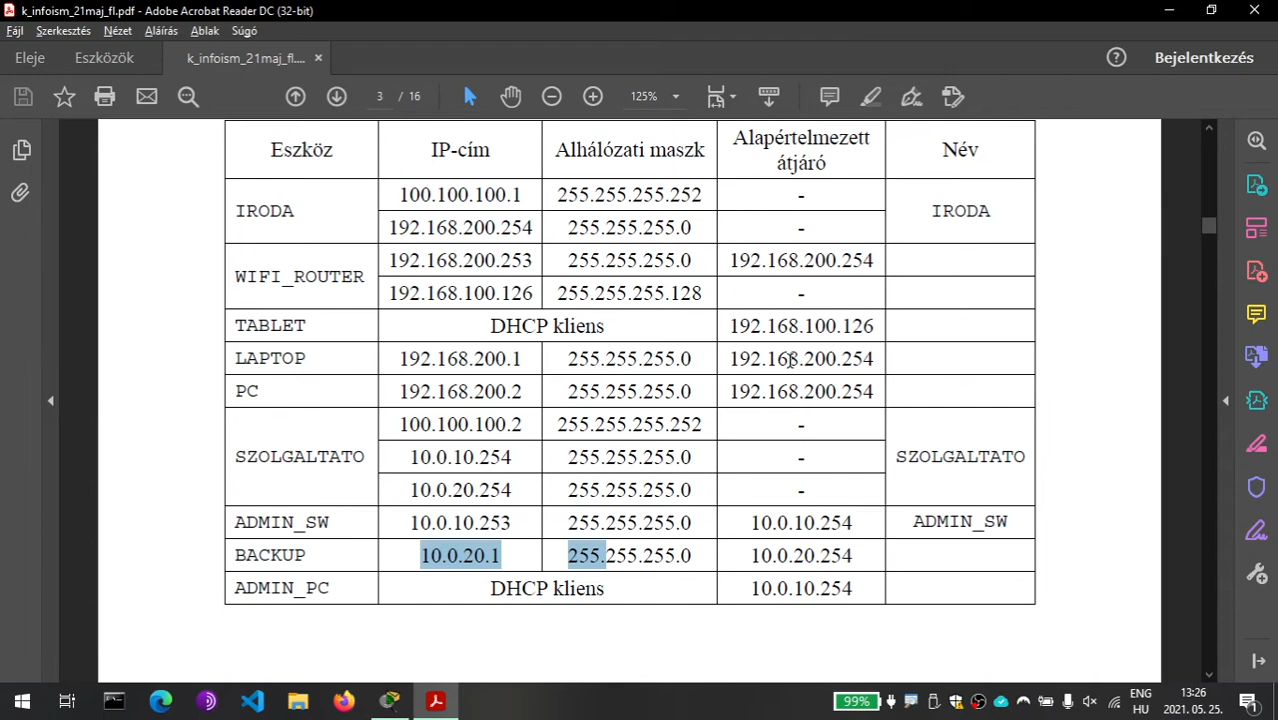 k_infoism_21maj_fl.pdf - Adobe Acrobat Reader DC (32-bit)
Fájl Szerkesztés Nézet Aláírás Ablak Súgó
Eleje Eszközök k_infoism_21maj_fl.... × Bejelentkezés
3 / 16 125%
Eszköz IP-cím Alhálózati maszk Alapértelmezett átjáró Név
IRODA 100.100.100.1 255.255.255.252 - IRODA
192.168.200.254 255.255.255.0 -
WIFI_ROUTER 192.168.200.253 255.255.255.0 192.168.200.254
192.168.100.126 255.255.255.128 -
TABLET DHCP kliens 192.168.100.126
LAPTOP 192.168.200.1 255.255.255.0 192.168.200.254
PC 192.168.200.2 255.255.255.0 192.168.200.254
SZOLGALTATO 100.100.100.2 255.255.255.252 - SZOLGALTATO
10.0.10.254 255.255.255.0 -
10.0.20.254 255.255.255.0 -
ADMIN_SW 10.0.10.253 255.255.255.0 10.0.10.254 ADMIN_SW
BACKUP 10.0.20.1 255.255.255.0 10.0.20.254
ADMIN_PC DHCP kliens 10.0.10.254
99% ENG 13:26
HU 2021. 05. 25. 1